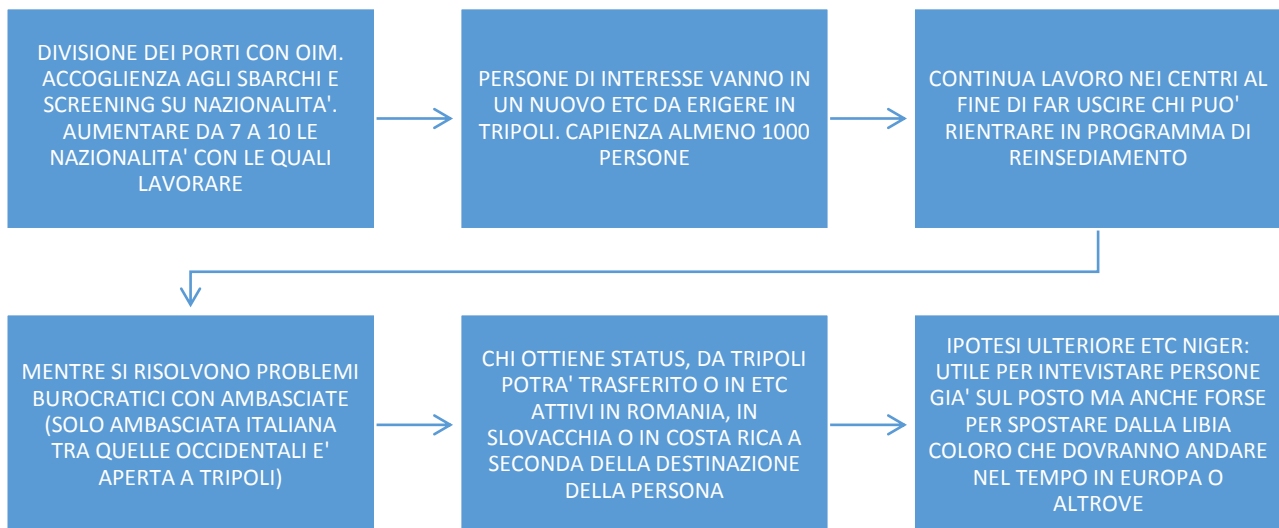 DIVISIONE DEI PORTI CON OIM.
ACCOGLIENZA AGLI SBARCHI E
SCREENING SU NAZIONALITA'.
AUMENTARE DA 7 A 10 LE
NAZIONALITA' CON LE QUALI
LAVORARE
PERSONE DI INTERESSE VANNO IN
UN NUOVO ETC DA ERIGERE IN
TRIPOLI. CAPIENZA ALMENO 1000
PERSONE
CONTINUA LAVORO NEI CENTRI AL
FINE DI FAR USCIRE CHI PUO'
RIENTRARE IN PROGRAMMA DI
REINSEDIAMENTO
MENTRE SI RISOLVONO PROBLEMI
BUROCRATICI CON AMBASCIATE
(SOLO AMBASCIATA ITALIANA
TRA QUELLE OCCIDENTALI E'
APERTA A TRIPOLI)
CHI OTTIENE STATUS, DA TRIPOLI
POTRA' TRASFERITO O IN ETC
ATTIVI IN ROMANIA, IN
SLOVACCHIA O IN COSTA RICA A
SECONDA DELLA DESTINAZIONE
DELLA PERSONA
IPOTESI ULTERIORE ETC NIGER:
UTILE PER INTEVISTARE PERSONE
GIA' SUL POSTO MA ANCHE FORSE
PER SPOSTARE DALLA LIBIA
COLORO CHE DOVRANNO ANDARE
NEL TEMPO IN EUROPA O
ALTROVE